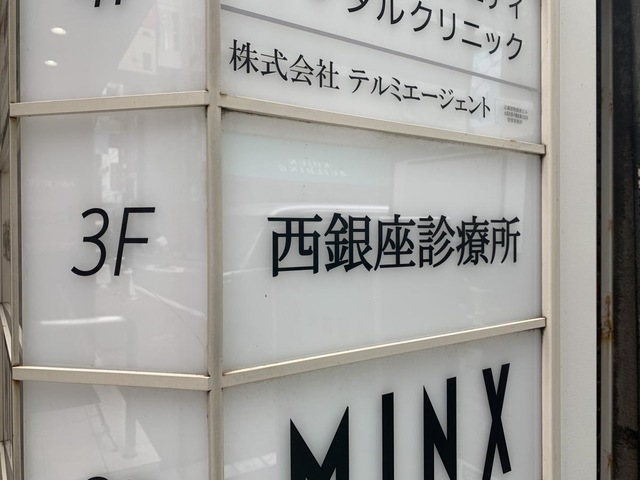 タルクリニック
株式会社 テルミエージェント
3F
西銀座診療所
MINX